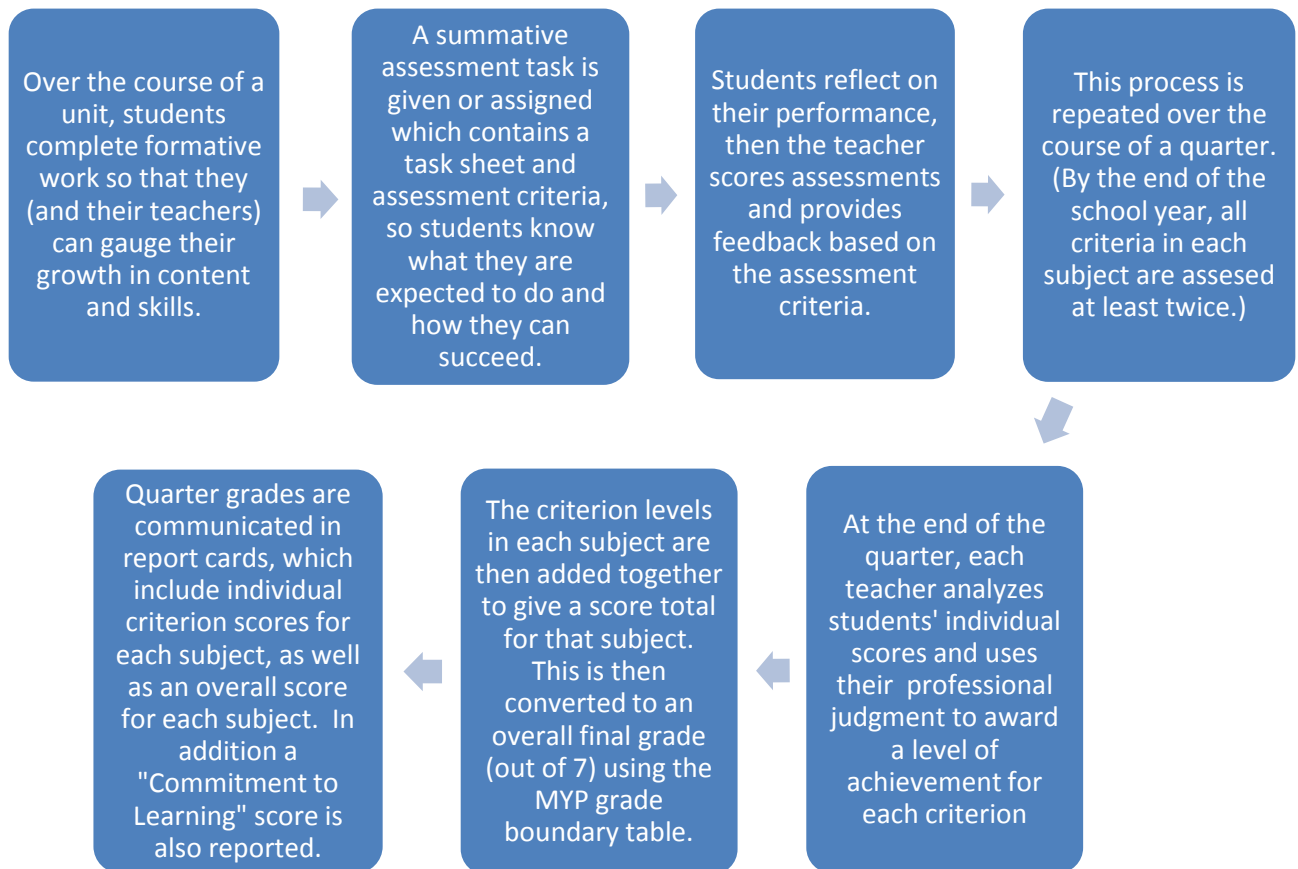 Over the course of a
unit, students
complete formative
work so that they
(and their teachers)
can gauge their
growth in content
and skills.
A summative
assessment task is
given or assigned
which contains a
task sheet and
assessment criteria,
so students know
what they are
expected to do and
how they can
succeed.
Students reflect on
their performance,
then the teacher
scores assessments
and provides
feedback based on
the assessment
criteria.
This process is
repeated over the
course of a quarter.
(By the end of the
school year, all
criteria in each
subject are assesed
at least twice.)
At the end of the
quarter, each
teacher analyzes
students' individual
scores and uses
their professional
judgment to award
a level of
achievement for
each criterion
The criterion levels
in each subject are
then added together
to give a score total
for that subject.
This is then
converted to an
overall final grade
(out of 7) using the
MYP grade
boundary table.
Quarter grades are
communicated in
report cards, which
include individual
criterion scores for
each subject, as well
as an overall score
for each subject. In
addition a
"Commitment to
Learning" score is
also reported.